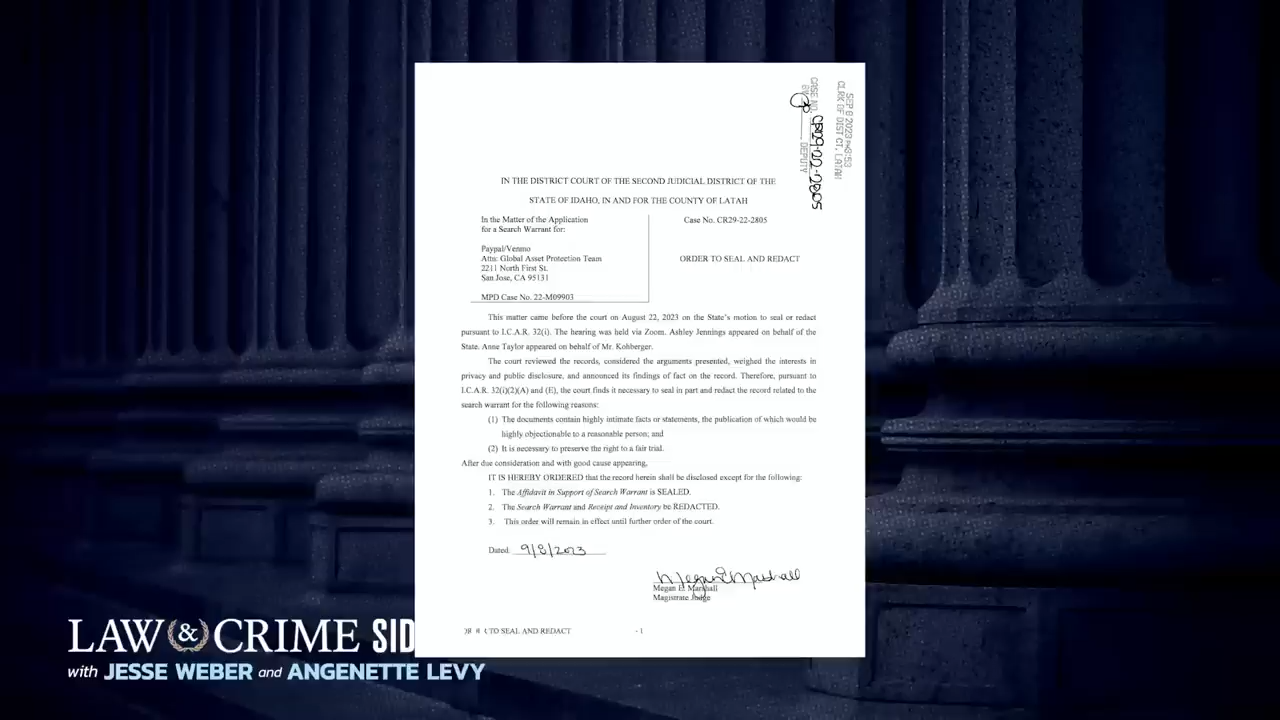 SEP 8 2023 PM 3:53
CLRK OF DIST CT, LATAH
CASE NO. CR29-22-2805
BY DEPUTY
IN THE DISTRICT COURT OF THE SECOND JUDICIAL DISTRICT OF THE
STATE OF IDAHO, IN AND FOR THE COUNTY OF LATAH
In the Matter of the Application
for a Search Warrant for:
Paypal/Venmo
Attn: Global Asset Protection Team
2211 North First St.
San Jose, CA 95131
MPD Case No. 22-M09903
Case No. CR29-22-2805
ORDER TO SEAL AND REDACT
This matter came before the court on August 22, 2023 on the State's motion to seal or redact
pursuant to I.C.A.R. 32(i). The hearing was held via Zoom. Ashley Jennings appeared on behalf of the
State. Anne Taylor appeared on behalf of Mr. Kohberger.
The court reviewed the records, considered the arguments presented, weighed the interests in
privacy and public disclosure, and announced its findings of fact on the record. Therefore, pursuant to
I.C.A.R. 32(i)(2)(A) and (E), the court finds it necessary to seal in part and redact the record related to the
search warrant for the following reasons:
(1) The documents contain highly intimate facts or statements, the publication of which would be
highly objectionable to a reasonable person; and
(2) It is necessary to preserve the right to a fair trial.
After due consideration and with good cause appearing,
IT IS HEREBY ORDERED that the record herein shall be disclosed except for the following:
1. The Affidavit in Support of Search Warrant is SEALED.
2. The Search Warrant and Receipt and Inventory be REDACTED.
3. This order will remain in effect until further order of the court.
Dated: 9/8/2023
Megan E Marshall
Megan E. Marshall
Magistrate Judge
TO SEAL AND REDACT - 1
LAW & CRIME SID
with JESSE WEBER and ANGENETTE LEVY